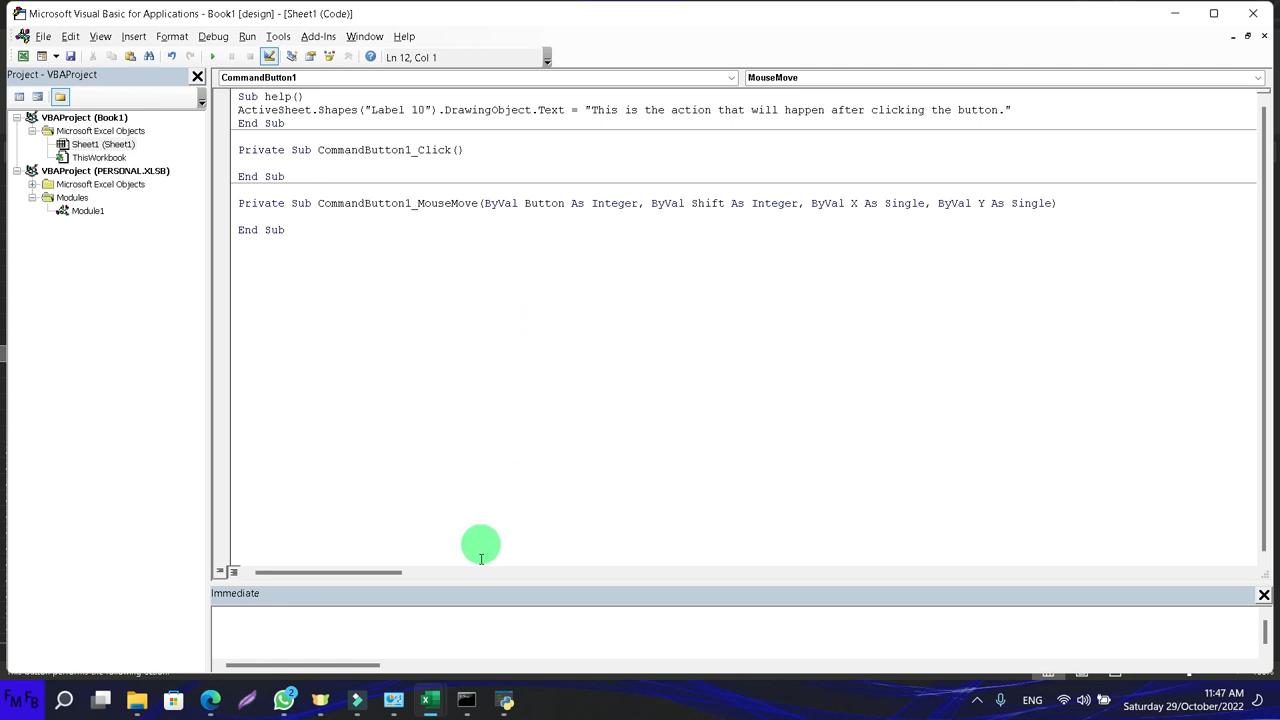 Microsoft Visual Basic for Applications - Book1 [design] - [Sheet1 (Code)]
File Edit View Insert Format Debug Run Tools Add-Ins Window Help
Ln 12, Col 1
Project - VBAProject
CommandButton1
MouseMove
VBAProject (Book1)
Microsoft Excel Objects
Sheet1 (Sheet1)
ThisWorkbook
VBAProject (PERSONAL.XLSB)
Microsoft Excel Objects
Modules
Module1
Sub help()
ActiveSheet.Shapes("Label 10").DrawingObject.Text = "This is the action that will happen after clicking the button."
End Sub
Private Sub CommandButton1_Click()
End Sub
Private Sub CommandButton1_MouseMove(ByVal Button As Integer, ByVal Shift As Integer, ByVal X As Single, ByVal Y As Single)
End Sub
Immediate
FM FB
2
ENG
11:47 AM
Saturday 29/October/2022